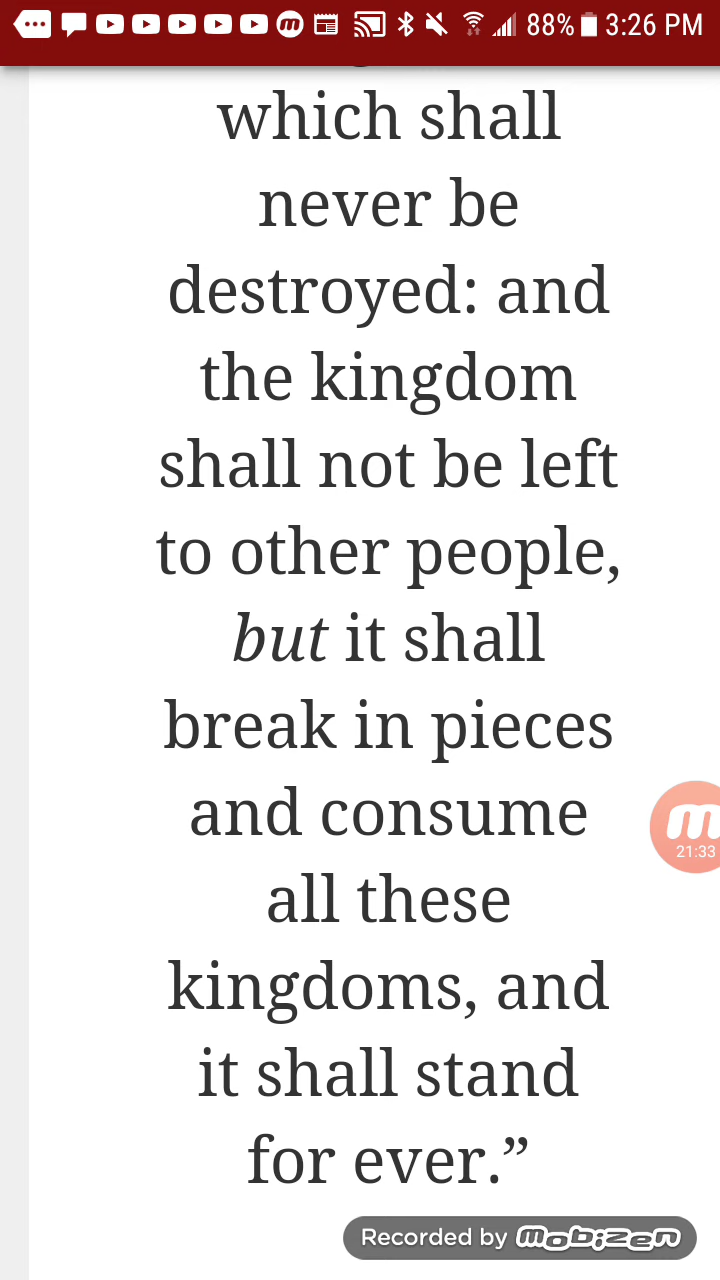 88% 3:26 PM
which shall
never be
destroyed: and
the kingdom
shall not be left
to other people,
but it shall
break in pieces
and consume
all these
kingdoms, and
it shall stand
for ever.”
m
21:33
Recorded by mobizen